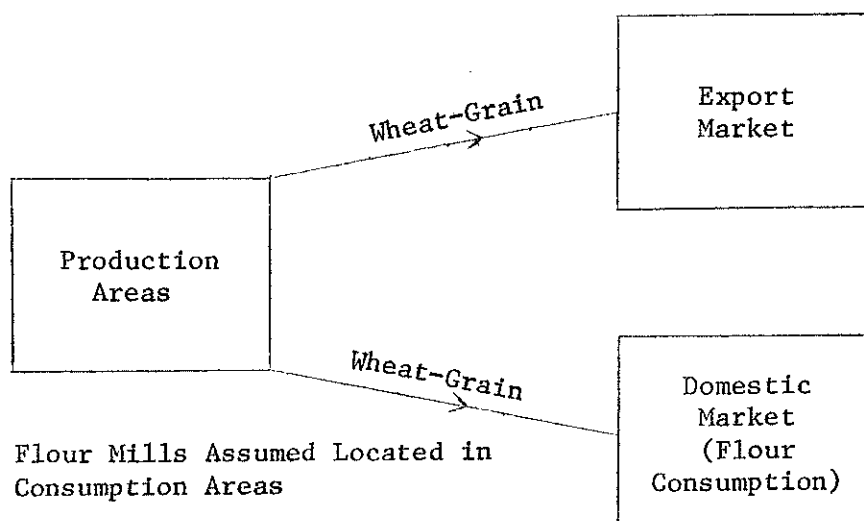 Wheat-Grain
Export
Market
Production
Areas
Wheat-Grain
Domestic
Market
(Flour
Consumption)
Flour Mills Assumed Located in
Consumption Areas